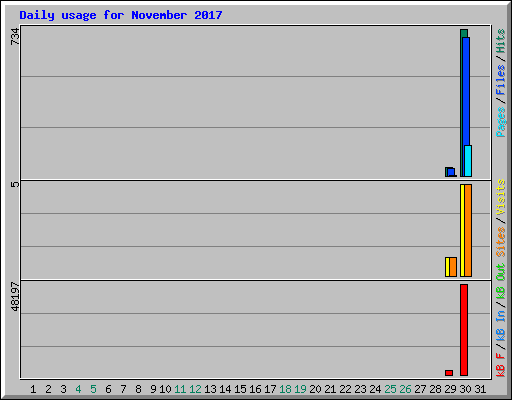 Daily usage for November 2017
734
5
48197
Pages / Files / Hits
Sites / Visits
kB F / kB In / kB Out
1 2 3 4 5 6 7 8 9 10 11 12 13 14 15 16 17 18 19 20 21 22 23 24 25 26 27 28 29 30 31